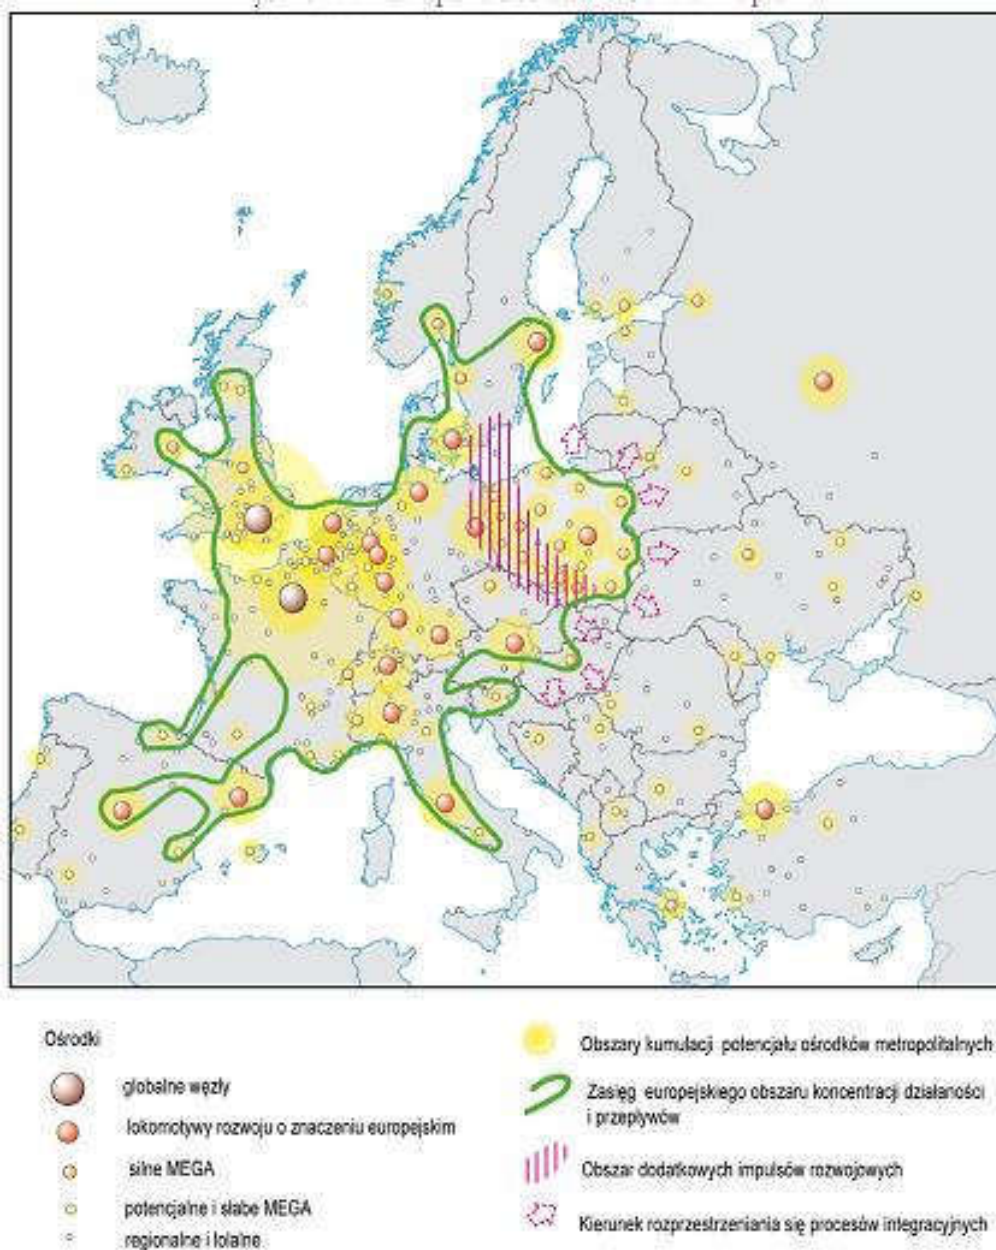 Ośrodki
globalne węzły
lokomotywy rozwoju o znaczeniu europejskim
silne MEGA
potencjalne i słabe MEGA
regionalne i lolalne
Obszary kumulacji potencjału ośrodków metropolitalnych
Zasięg europejskiego obszaru koncentracji działaności
i przepływów
Obszar dodatkowych impulsów rozwojowych
Kierunek rozprzestrzeniania się procesów integracyjnych